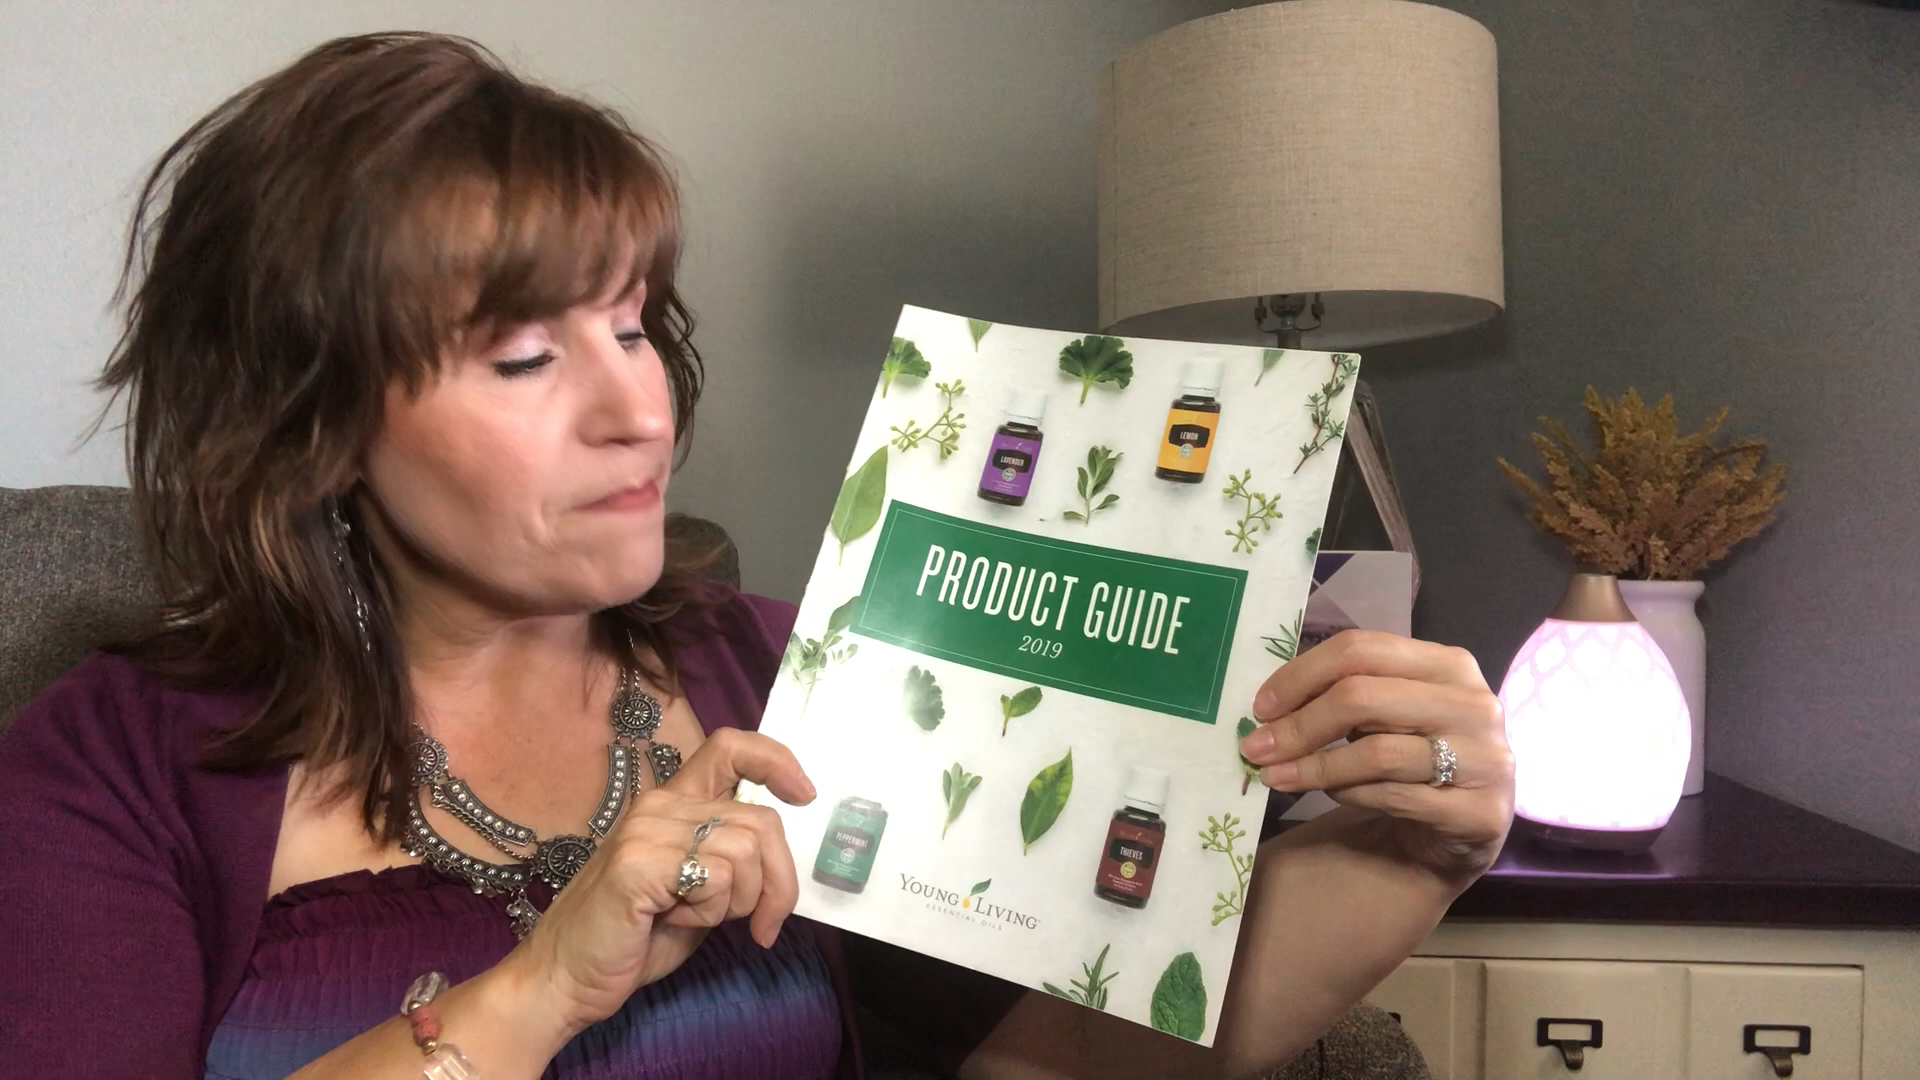 LAVENDER
LEMON
PRODUCT GUIDE
2019
PEPPERMINT
THIEVES
YOUNG LIVING
ESSENTIAL OILS